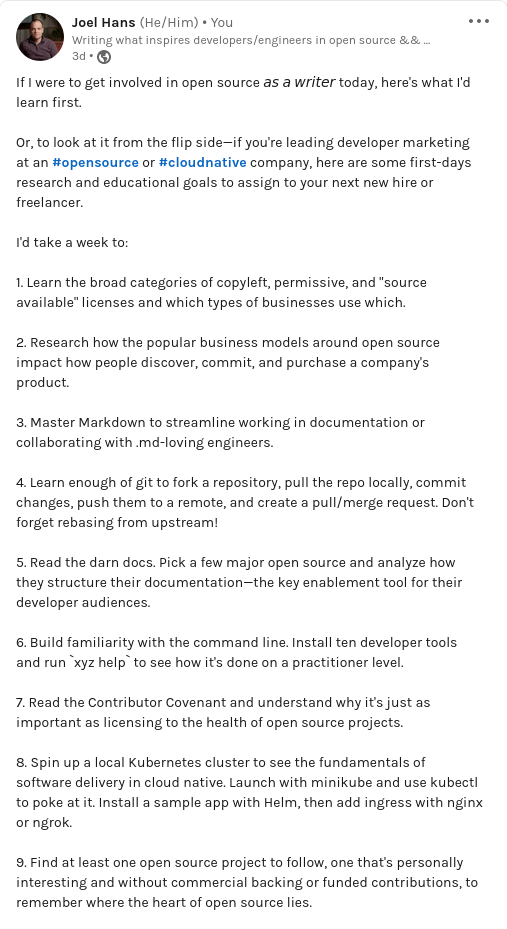 Joel Hans (He/Him) • You
Writing what inspires developers/engineers in open source && ...
3d •
If I were to get involved in open source as a writer today, here's what I'd
learn first.
Or, to look at it from the flip side—if you're leading developer marketing
at an #opensource or #cloudnative company, here are some first-days
research and educational goals to assign to your next new hire or
freelancer.
I'd take a week to:
1. Learn the broad categories of copyleft, permissive, and "source
available" licenses and which types of businesses use which.
2. Research how the popular business models around open source
impact how people discover, commit, and purchase a company's
product.
3. Master Markdown to streamline working in documentation or
collaborating with .md-loving engineers.
4. Learn enough of git to fork a repository, pull the repo locally, commit
changes, push them to a remote, and create a pull/merge request. Don't
forget rebasing from upstream!
5. Read the darn docs. Pick a few major open source and analyze how
they structure their documentation—the key enablement tool for their
developer audiences.
6. Build familiarity with the command line. Install ten developer tools
and run `xyz help` to see how it's done on a practitioner level.
7. Read the Contributor Covenant and understand why it's just as
important as licensing to the health of open source projects.
8. Spin up a local Kubernetes cluster to see the fundamentals of
software delivery in cloud native. Launch with minikube and use kubectl
to poke at it. Install a sample app with Helm, then add ingress with nginx
or ngrok.
9. Find at least one open source project to follow, one that's personally
interesting and without commercial backing or funded contributions, to
remember where the heart of open source lies.